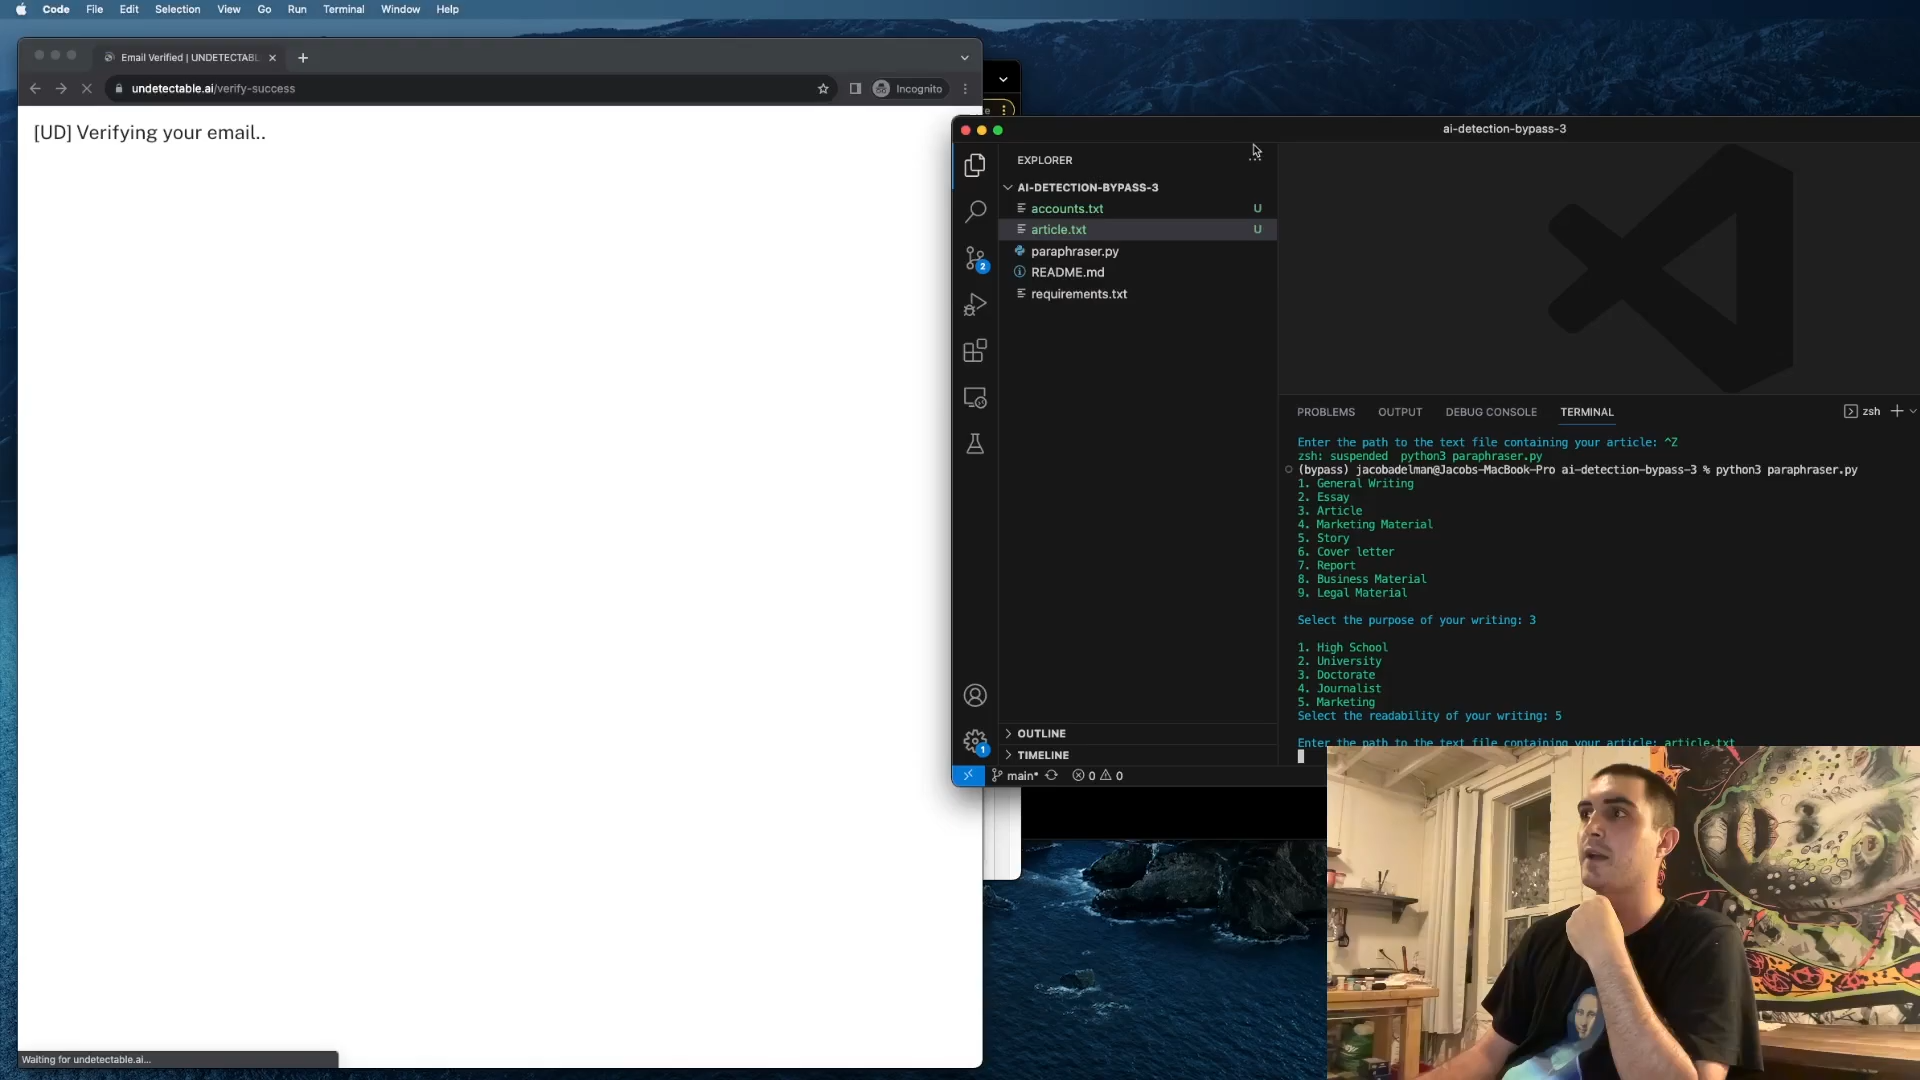 Code File Edit Selection View Go Run Terminal Window Help
Email Verified | UNDETECTABL
undetectable.ai/verify-success
Incognito
[UD] Verifying your email..
Waiting for undetectable.ai...
ai-detection-bypass-3
EXPLORER
AI-DETECTION-BYPASS-3
accounts.txt U
article.txt U
paraphraser.py
README.md
requirements.txt
2
OUTLINE
TIMELINE
1
main* 0 0
PROBLEMS OUTPUT DEBUG CONSOLE TERMINAL zsh
Enter the path to the text file containing your article: ^Z
zsh: suspended python3 paraphraser.py
(bypass) jacobadelman@Jacobs-MacBook-Pro ai-detection-bypass-3 % python3 paraphraser.py
1. General Writing
2. Essay
3. Article
4. Marketing Material
5. Story
6. Cover letter
7. Report
8. Business Material
9. Legal Material
Select the purpose of your writing: 3
1. High School
2. University
3. Doctorate
4. Journalist
5. Marketing
Select the readability of your writing: 5
Enter the path to the text file containing your article: article.txt